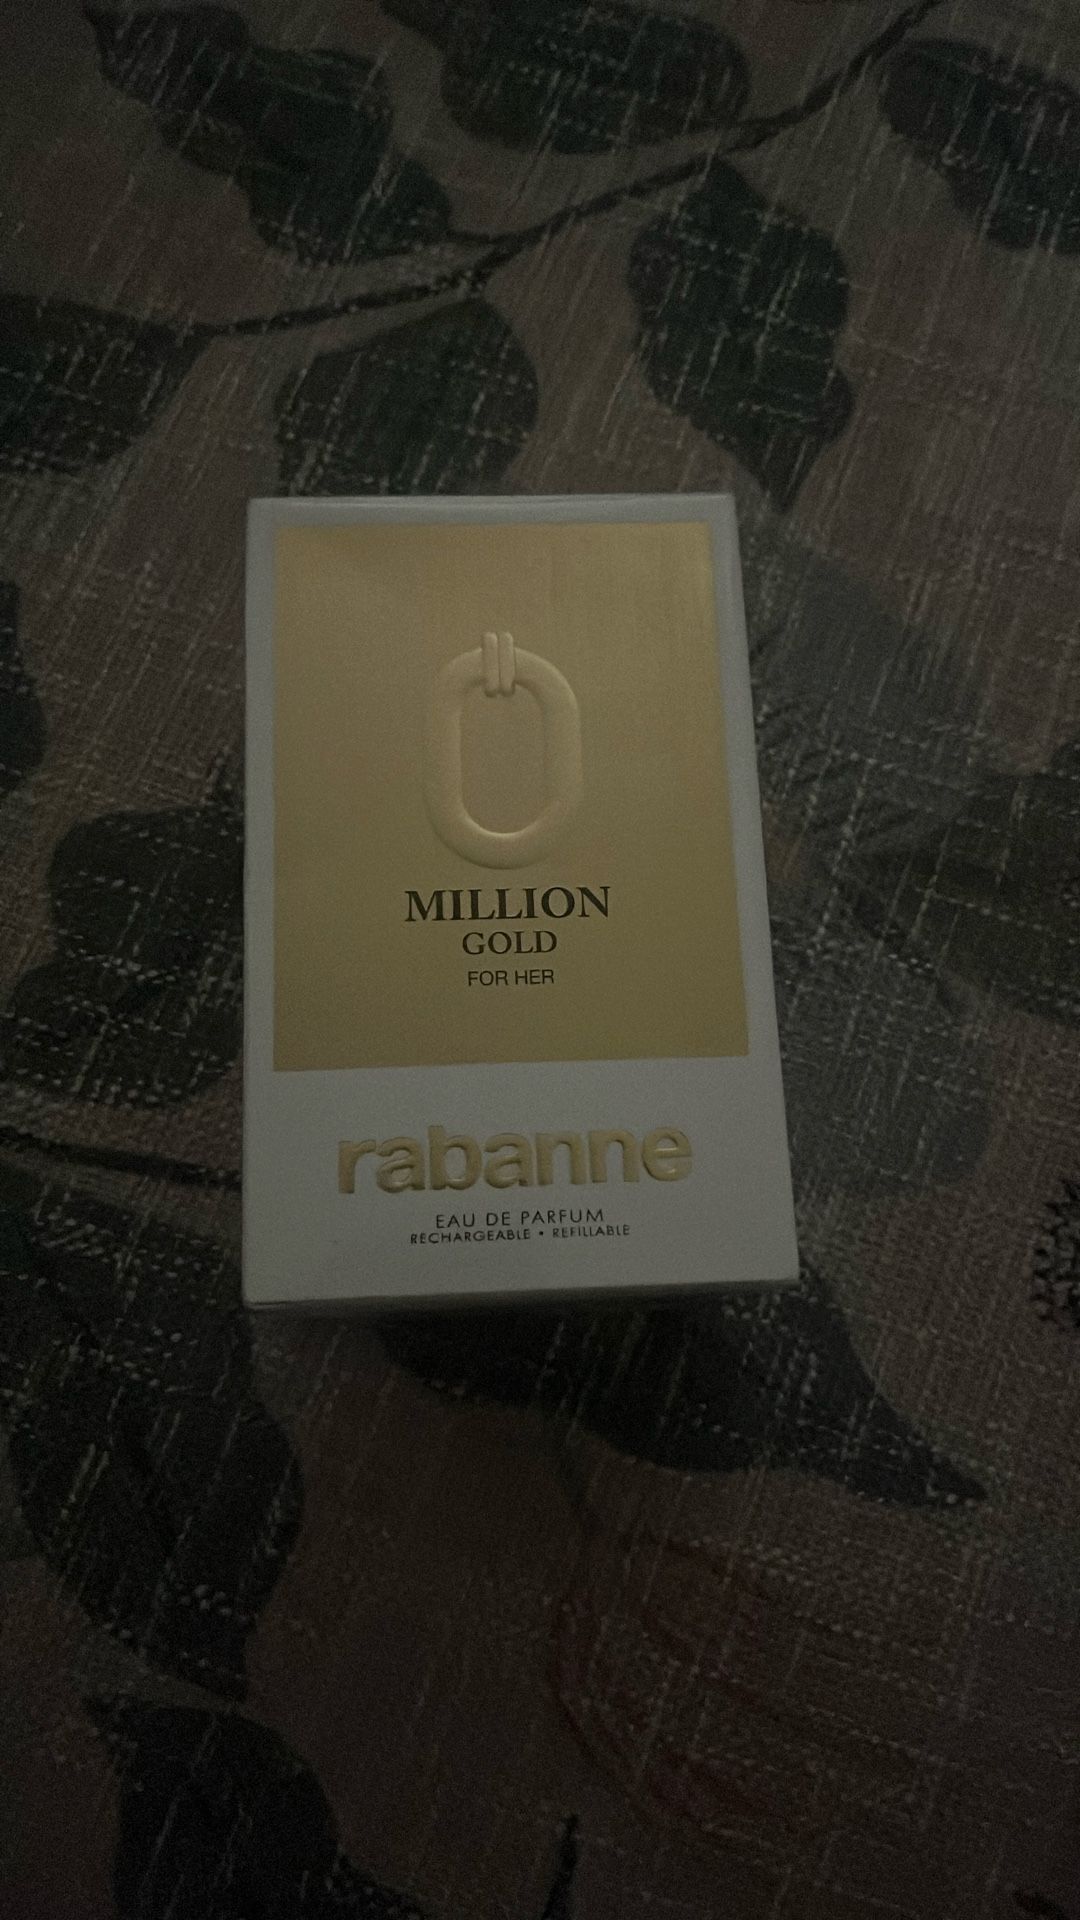 MILLION
GOLD
FOR HER
rabanne
EAU DE PARFUM
RECHARGEABLE • REFILLABLE